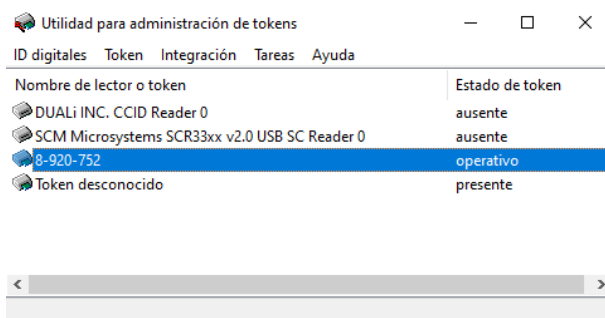 Utilidad para administración de tokens
ID digitales Token Integración Tareas Ayuda
Nombre de lector o token Estado de token
DUALi INC. CCID Reader 0 ausente
SCM Microsystems SCR33xx v2.0 USB SC Reader 0 ausente
8-920-752 operativo
Token desconocido presente